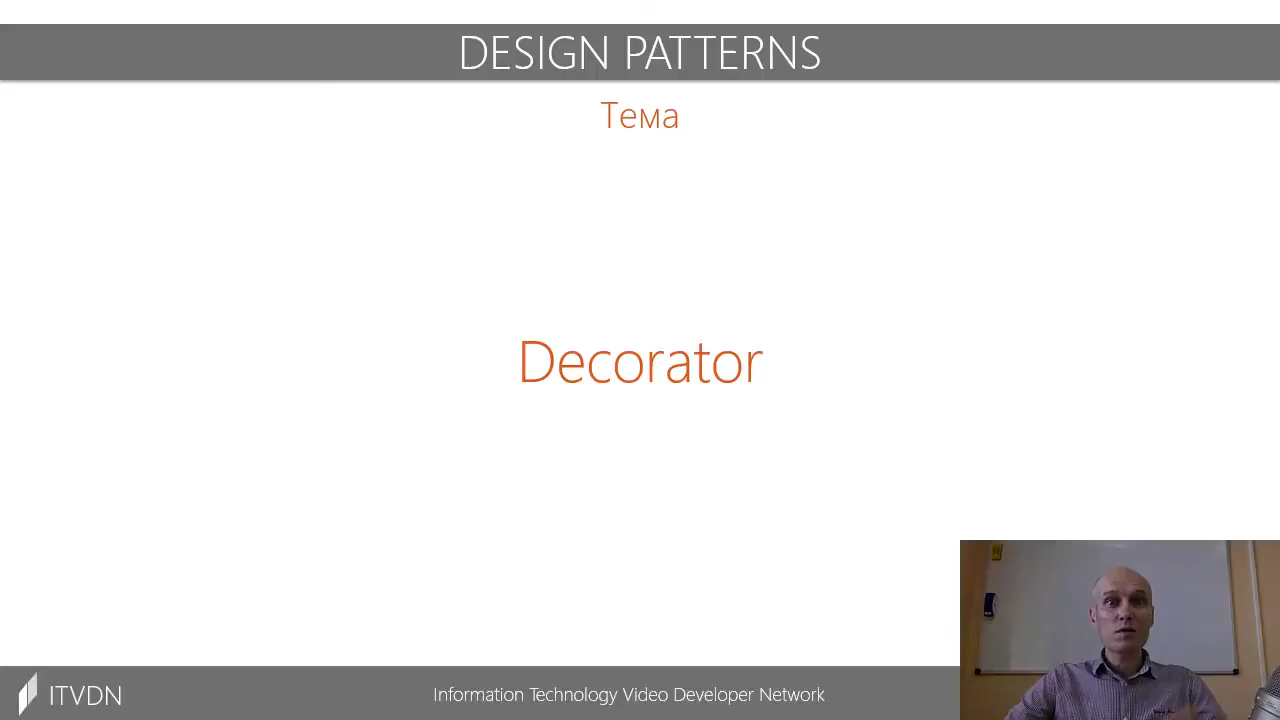 DESIGN PATTERNS
Тема
Decorator
ITVDN
Information Technology Video Developer Network